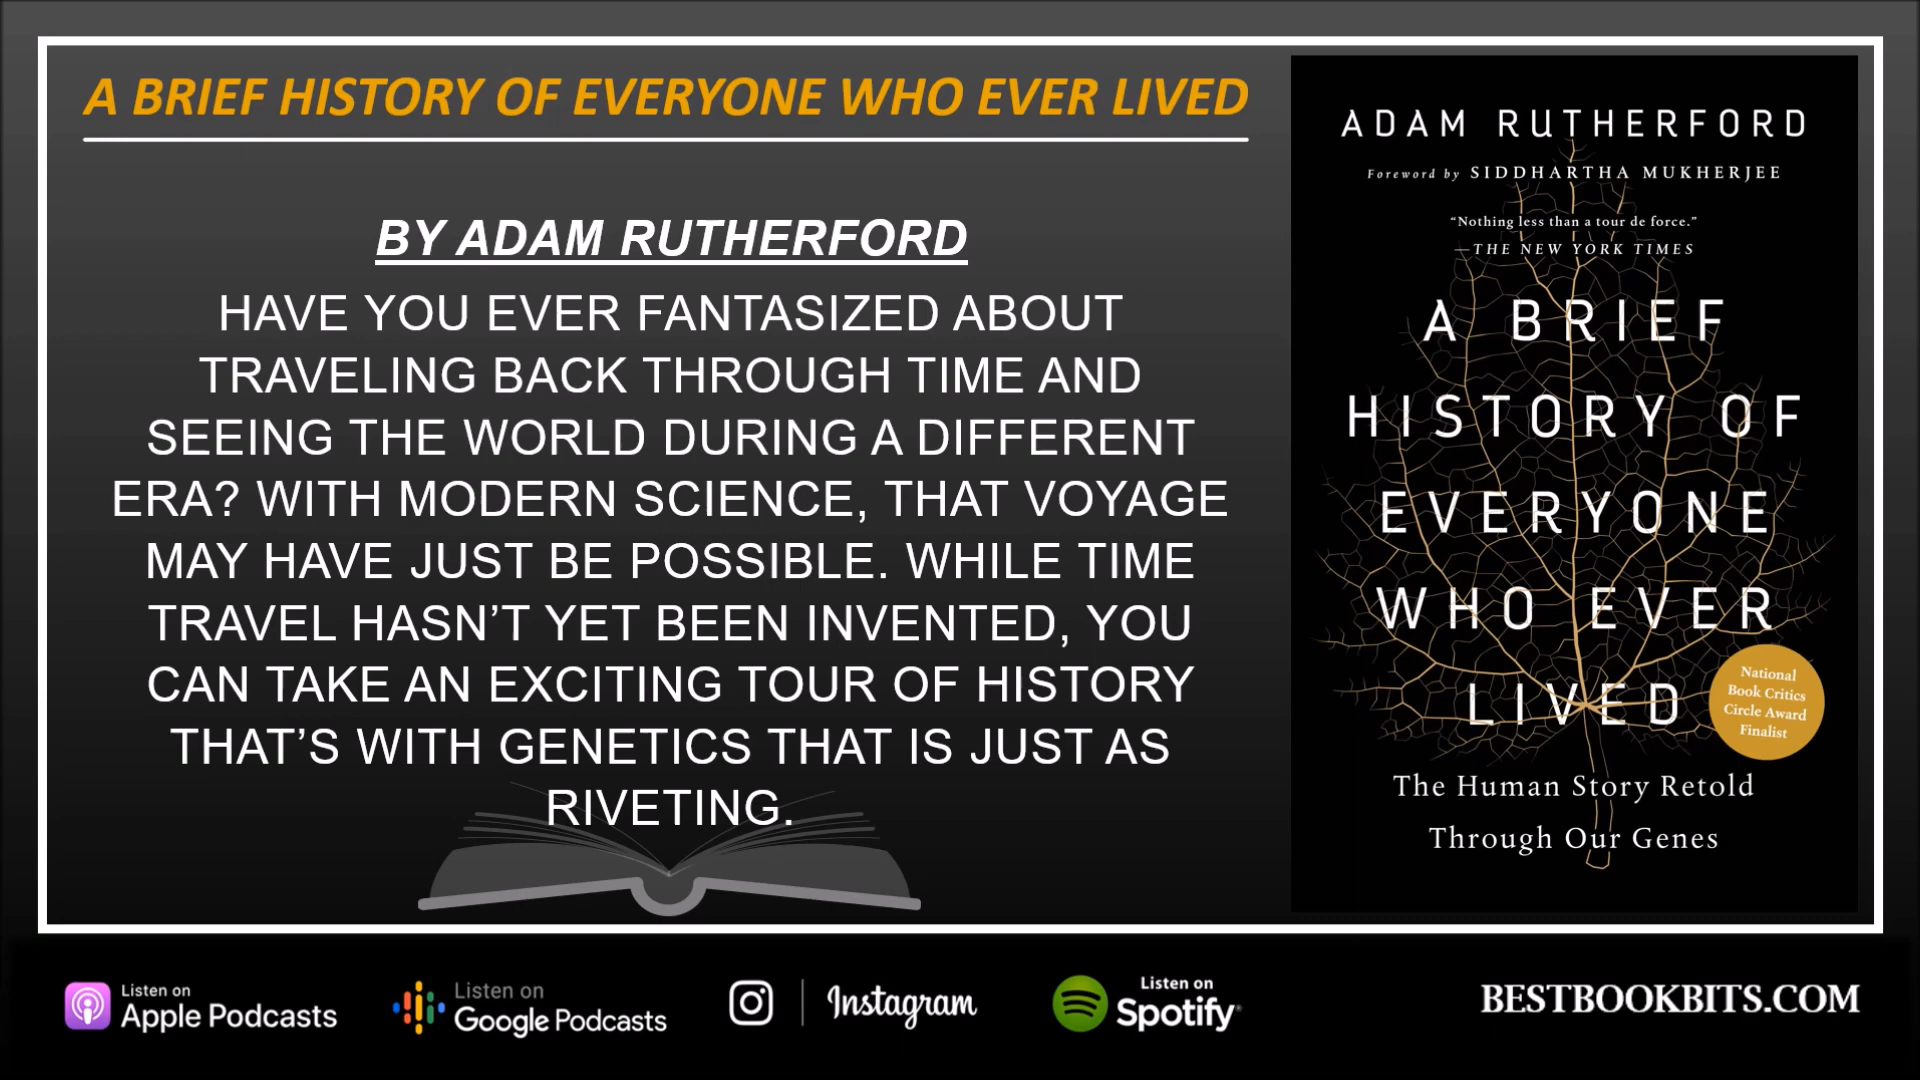 A BRIEF HISTORY OF EVERYONE WHO EVER LIVED
BY ADAM RUTHERFORD
HAVE YOU EVER FANTASIZED ABOUT
TRAVELING BACK THROUGH TIME AND
SEEING THE WORLD DURING A DIFFERENT
ERA? WITH MODERN SCIENCE, THAT VOYAGE
MAY HAVE JUST BE POSSIBLE. WHILE TIME
TRAVEL HASN’T YET BEEN INVENTED, YOU
CAN TAKE AN EXCITING TOUR OF HISTORY
THAT’S WITH GENETICS THAT IS JUST AS
RIVETING.
ADAM RUTHERFORD
Foreword by SIDDHARTHA MUKHERJEE
“Nothing less than a tour de force.”
—THE NEW YORK TIMES
A BRIEF
HISTORY OF
EVERYONE
WHO EVER
LIVED
National
Book Critics
Circle Award
Finalist
The Human Story Retold
Through Our Genes
Listen on
Apple Podcasts
Listen on
Google Podcasts
Instagram
Listen on
Spotify
BESTBOOKBITS.COM